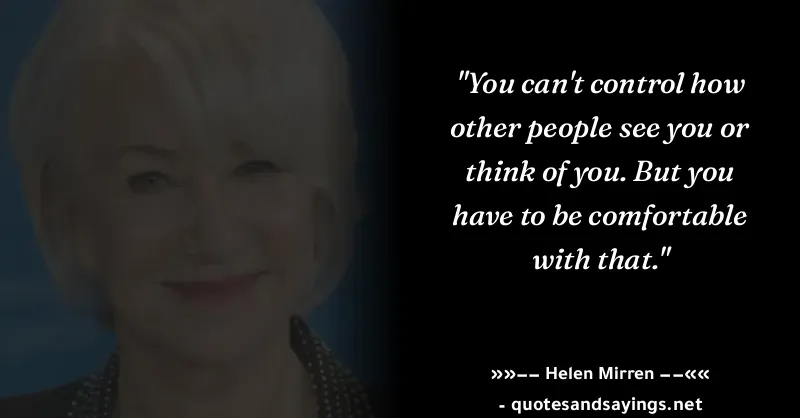 "You can't control how
other people see you or
think of you. But you
have to be comfortable
with that."
»»−− Helen Mirren −−««
- quotesandsayings.net